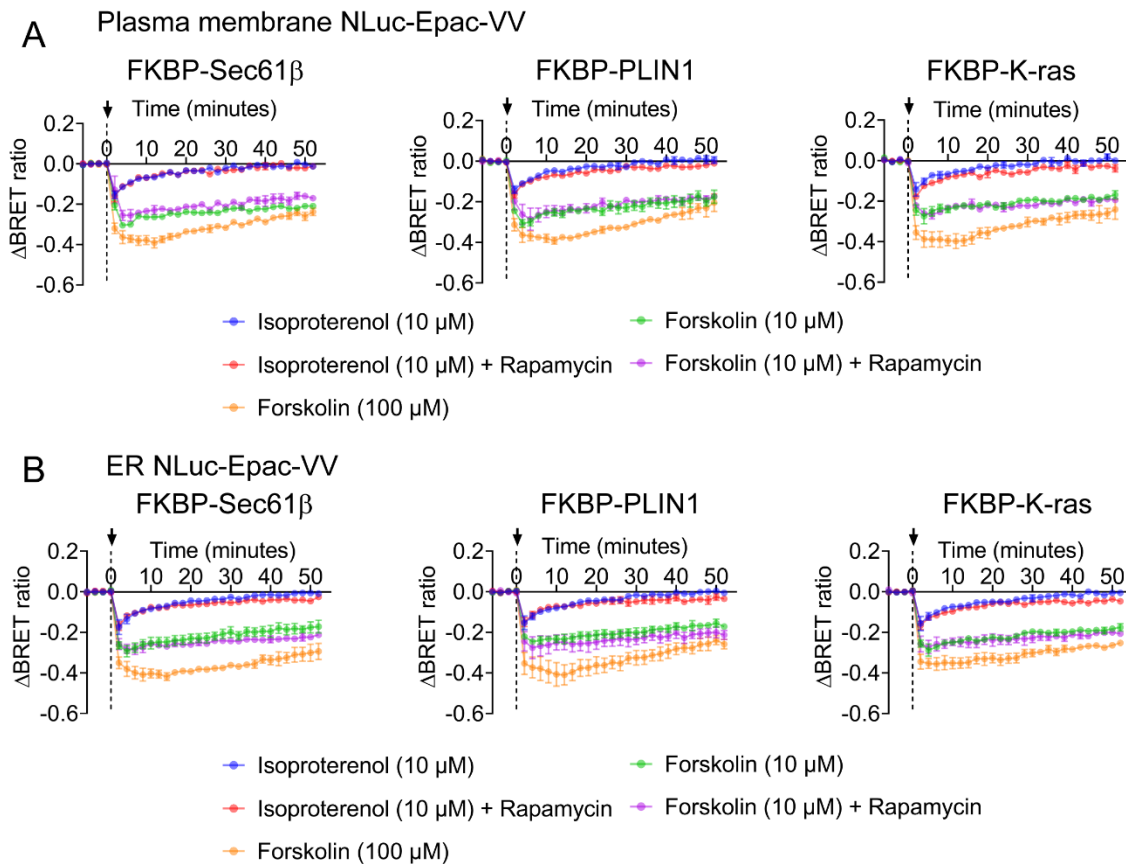 A
Plasma membrane NLuc-Epac-VV
FKBP-Sec61β
FKBP-PLIN1
FKBP-K-ras
Time (minutes)
Time (minutes)
Time (minutes)
0 10 20 30 40 50
0 10 20 30 40 50
0 10 20 30 40 50
ΔBRET ratio
0.2
0.0
-0.2
-0.4
-0.6
ΔBRET ratio
0.2
0.0
-0.2
-0.4
-0.6
ΔBRET ratio
0.2
0.0
-0.2
-0.4
-0.6
Isoproterenol (10 µM)
Forskolin (10 µM)
Isoproterenol (10 µM) + Rapamycin
Forskolin (10 µM) + Rapamycin
Forskolin (100 µM)
B
ER NLuc-Epac-VV
FKBP-Sec61β
FKBP-PLIN1
FKBP-K-ras
Time (minutes)
Time (minutes)
Time (minutes)
0 10 20 30 40 50
0 10 20 30 40 50
0 10 20 30 40 50
ΔBRET ratio
0.2
0.0
-0.2
-0.4
-0.6
ΔBRET ratio
0.2
0.0
-0.2
-0.4
-0.6
ΔBRET ratio
0.2
0.0
-0.2
-0.4
-0.6
Isoproterenol (10 µM)
Forskolin (10 µM)
Isoproterenol (10 µM) + Rapamycin
Forskolin (10 µM) + Rapamycin
Forskolin (100 µM)